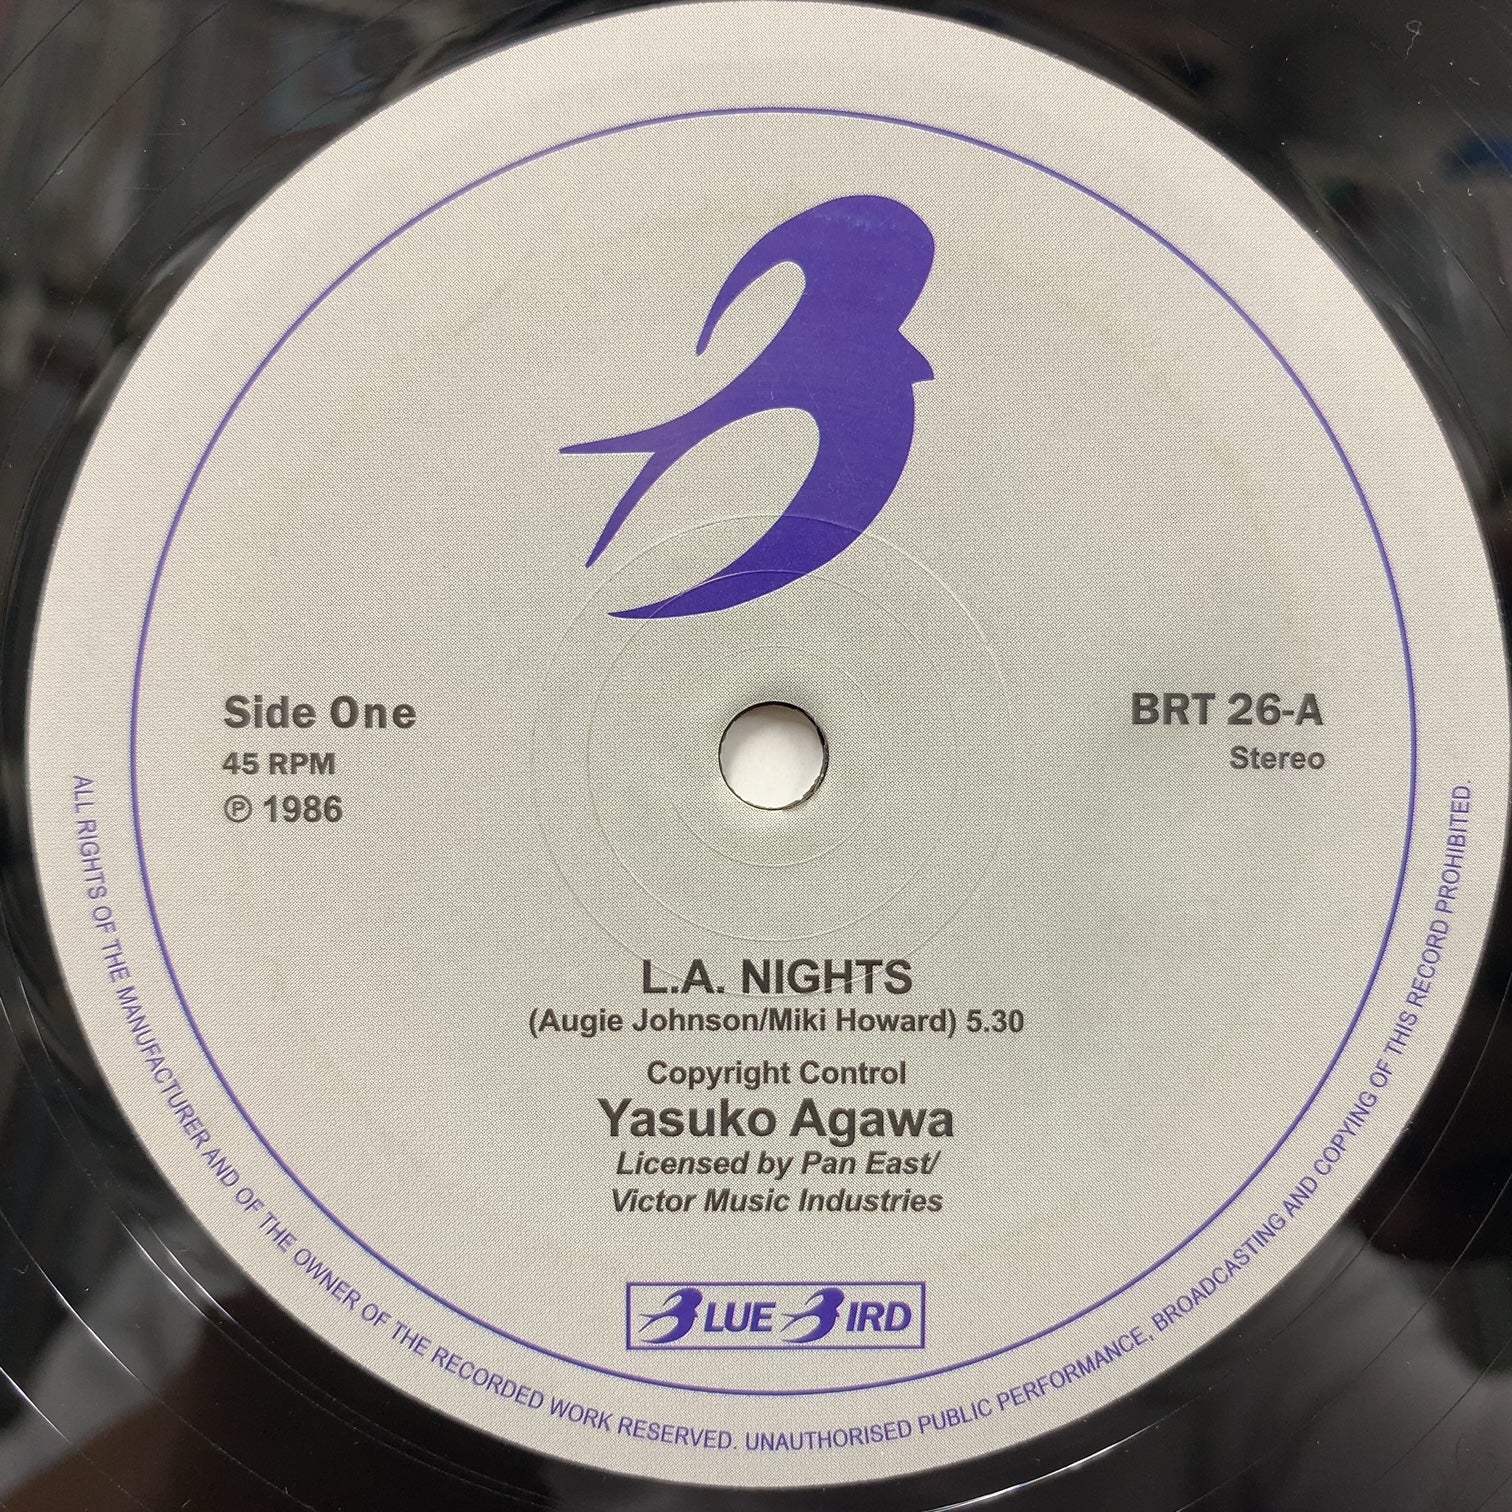 Side One
45 RPM
℗ 1986
BRT 26-A
Stereo
L.A. NIGHTS
(Augie Johnson/Miki Howard) 5.30
Copyright Control
Yasuko Agawa
Licensed by Pan East/
Victor Music Industries
BLUE BIRD
ALL RIGHTS OF THE MANUFACTURER AND OF THE OWNER OF THE RECORDED WORK RESERVED. UNAUTHORISED PUBLIC PERFORMANCE, BROADCASTING AND COPYING OF THIS RECORD PROHIBITED.